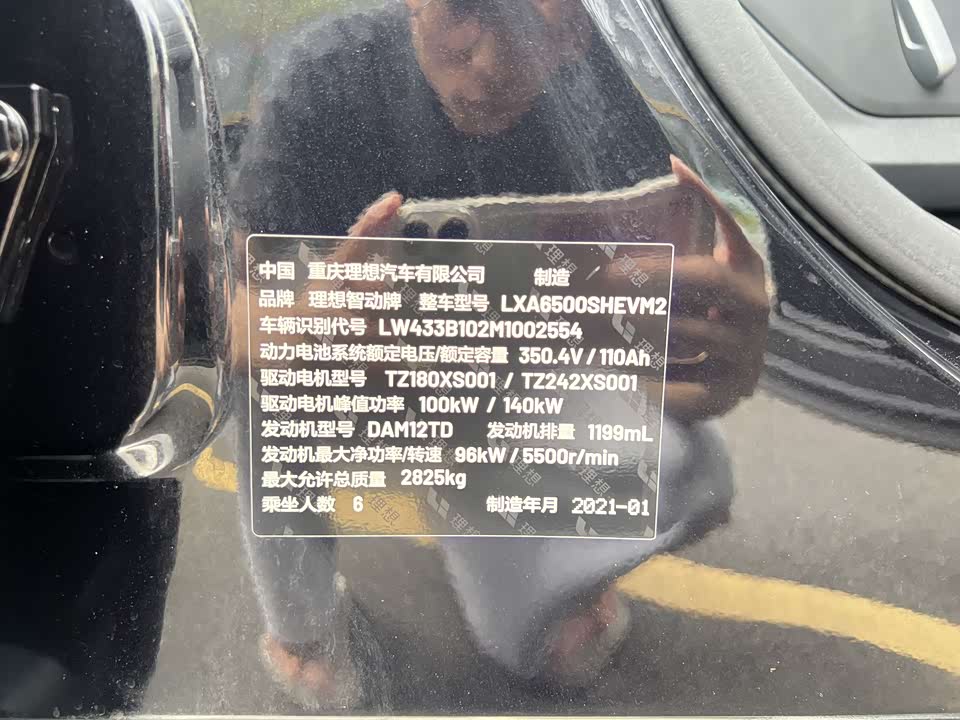 中国 重庆理想汽车有限公司 制造
品牌 理想智动牌 整车型号 LXA6500SHEVM2
车辆识别代号 LW433B102M1002554
动力电池系统额定电压/额定容量 350.4V / 110Ah
驱动电机型号 TZ180XS001 / TZ242XS001
驱动电机峰值功率 100kW / 140kW
发动机型号 DAM12TD 发动机排量 1199mL
发动机最大净功率/转速 96kW / 5500r/min
最大允许总质量 2825kg
乘坐人数 6 制造年月 2021-01